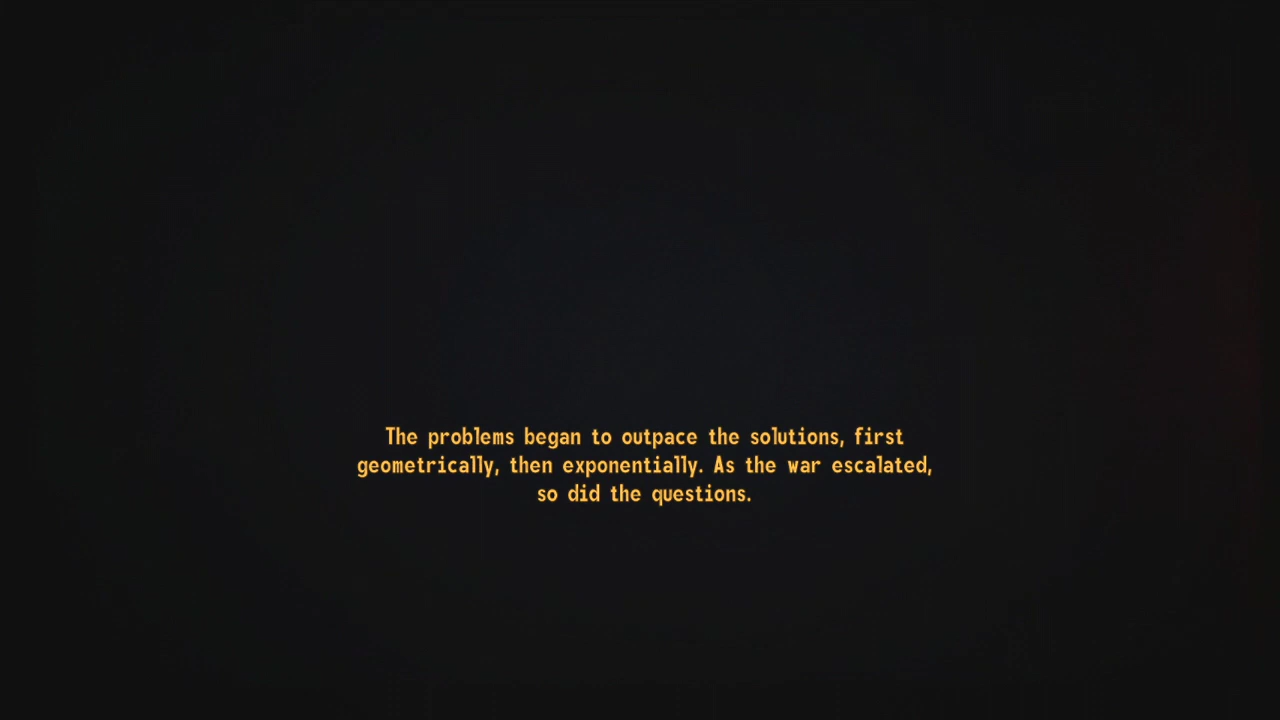 The problems began to outpace the solutions, first
geometrically, then exponentially. As the war escalated,
so did the questions.